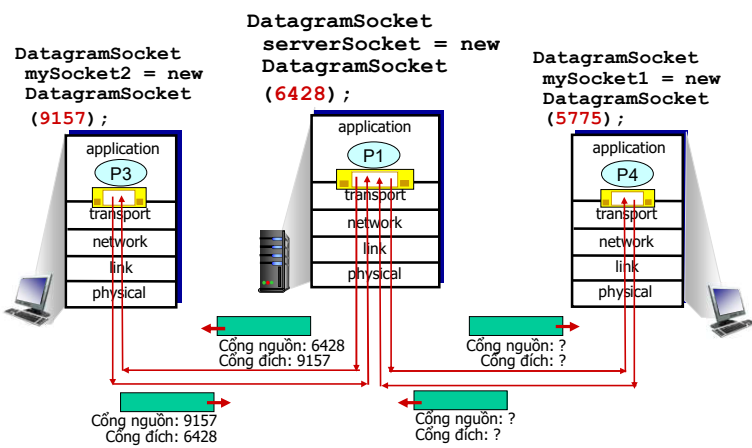 DatagramSocket
mySocket2 = new
DatagramSocket
(9157);
DatagramSocket
serverSocket = new
DatagramSocket
(6428);
DatagramSocket
mySocket1 = new
DatagramSocket
(5775);
application
P3
transport
network
link
physical
application
P1
transport
network
link
physical
application
P4
transport
network
link
physical
Cổng nguồn: 6428
Cổng đích: 9157
Cổng nguồn: ?
Cổng đích: ?
Cổng nguồn: 9157
Cổng đích: 6428
Cổng nguồn: ?
Cổng đích: ?